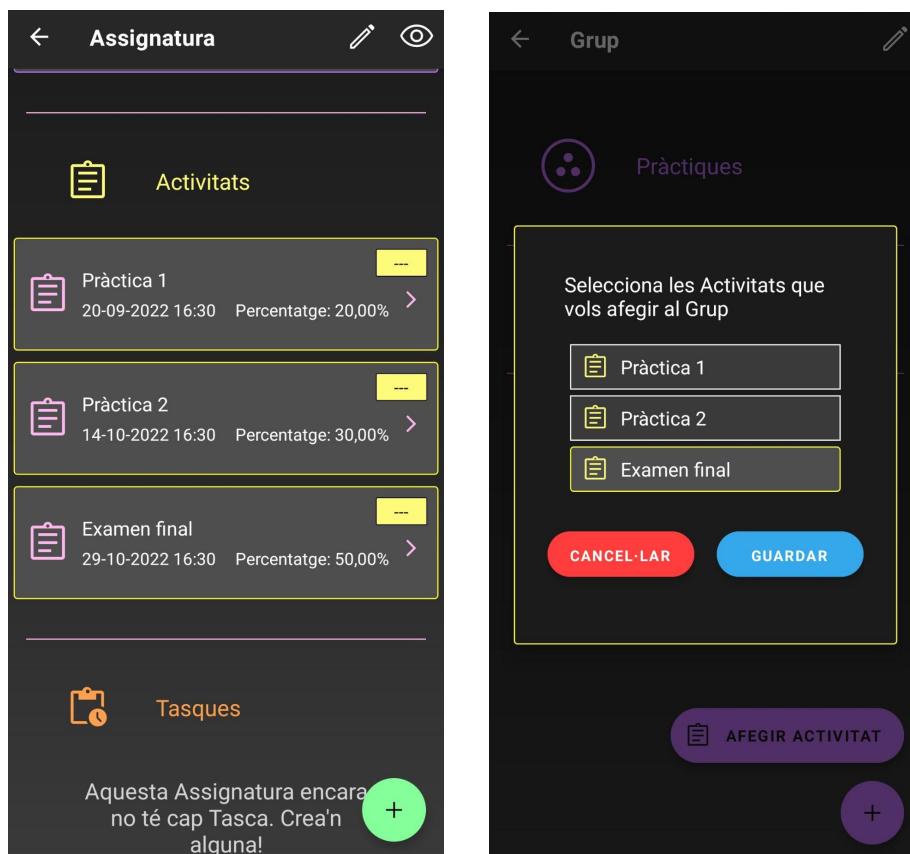 Assignatura
Activitats
---
Pràctica 1
20-09-2022 16:30 Percentatge: 20,00%
---
Pràctica 2
14-10-2022 16:30 Percentatge: 30,00%
---
Examen final
29-10-2022 16:30 Percentatge: 50,00%
Tasques
Aquesta Assignatura encara
no té cap Tasca. Crea'n
alguna!
+
Grup
Pràctiques
Selecciona les Activitats que
vols afegir al Grup
Pràctica 1
Pràctica 2
Examen final
CANCEL·LAR GUARDAR
AFEGIR ACTIVITAT
+